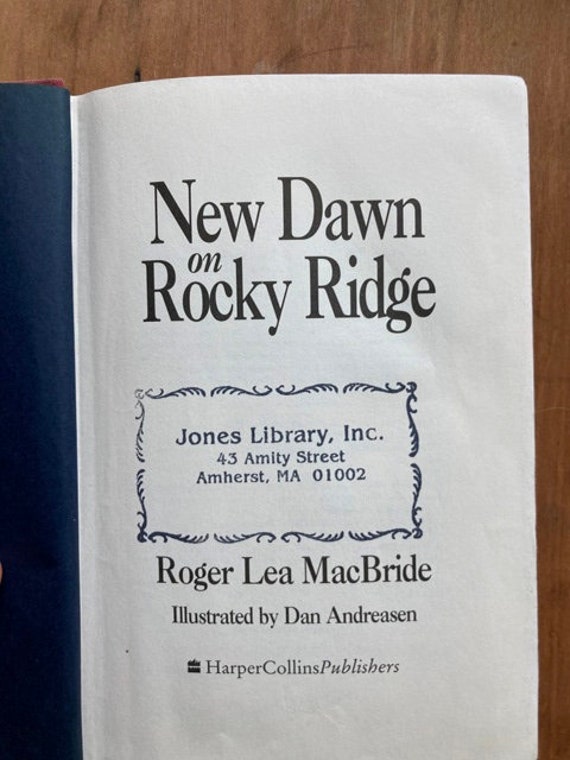 New Dawn
on
Rocky Ridge
Jones Library, Inc.
43 Amity Street
Amherst, MA 01002
Roger Lea MacBride
Illustrated by Dan Andreasen
HarperCollinsPublishers